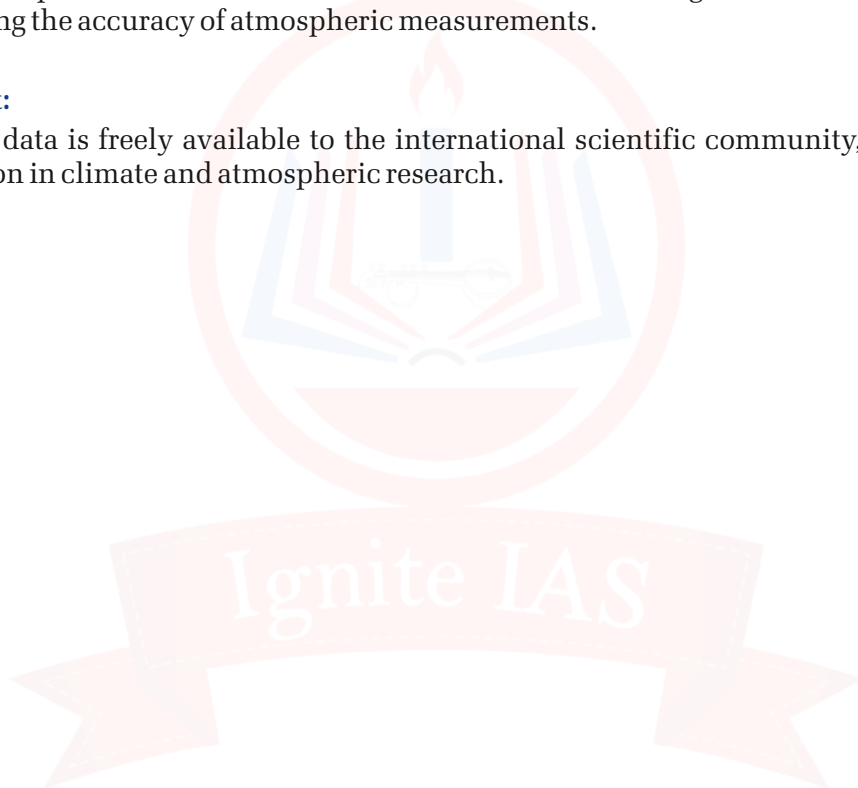 ng the accuracy of atmospheric measurements.
:
data is freely available to the international scientific community,
on in climate and atmospheric research.
Ignite IAS